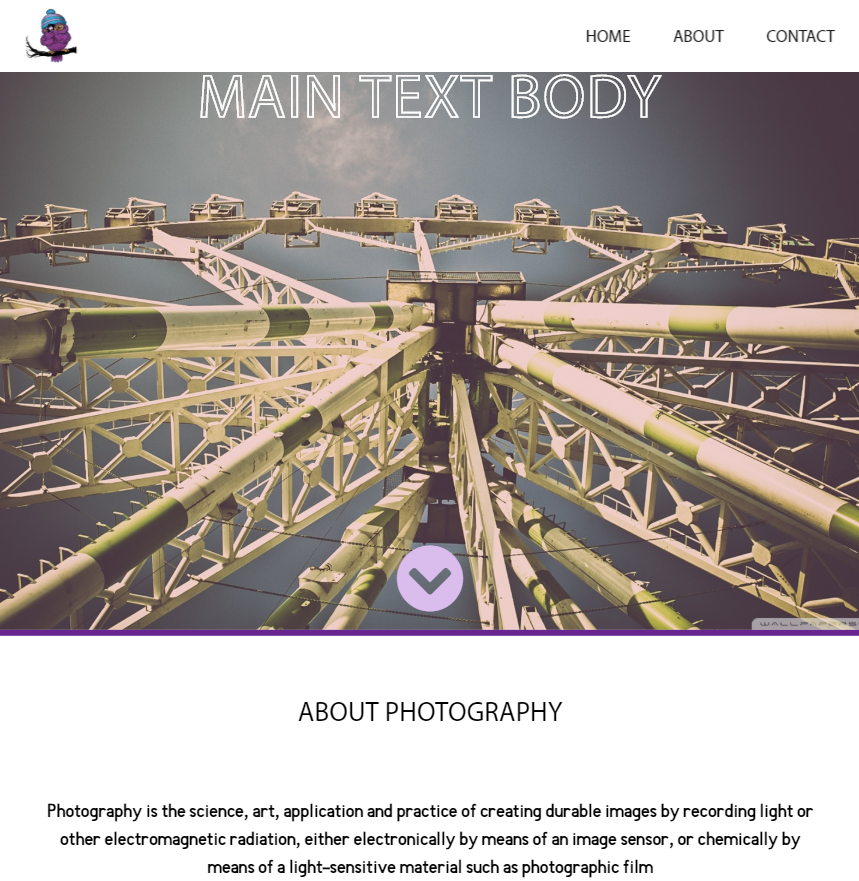 HOME ABOUT CONTACT
MAIN TEXT BODY
ABOUT PHOTOGRAPHY
Photography is the science, art, application and practice of creating durable images by recording light or
other electromagnetic radiation, either electronically by means of an image sensor, or chemically by
means of a light-sensitive material such as photographic film